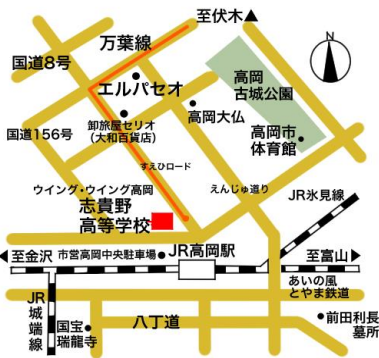 至伏木▲
万葉線
N
国道8号
エルパセオ
高岡
古城公園
高岡大仏
御旅屋セリオ
(大和百貨店)
国道156号
高岡市
体育館
すえひロード
ウイング・ウイング高岡
えんじゅ通り
志貴野
高等学校
JR氷見線
◀至金沢
市営高岡中央駐車場
JR高岡駅
至富山▶
あいの風
とやま鉄道
JR
城端線
国宝
瑞龍寺
八丁道
前田利長
墓所